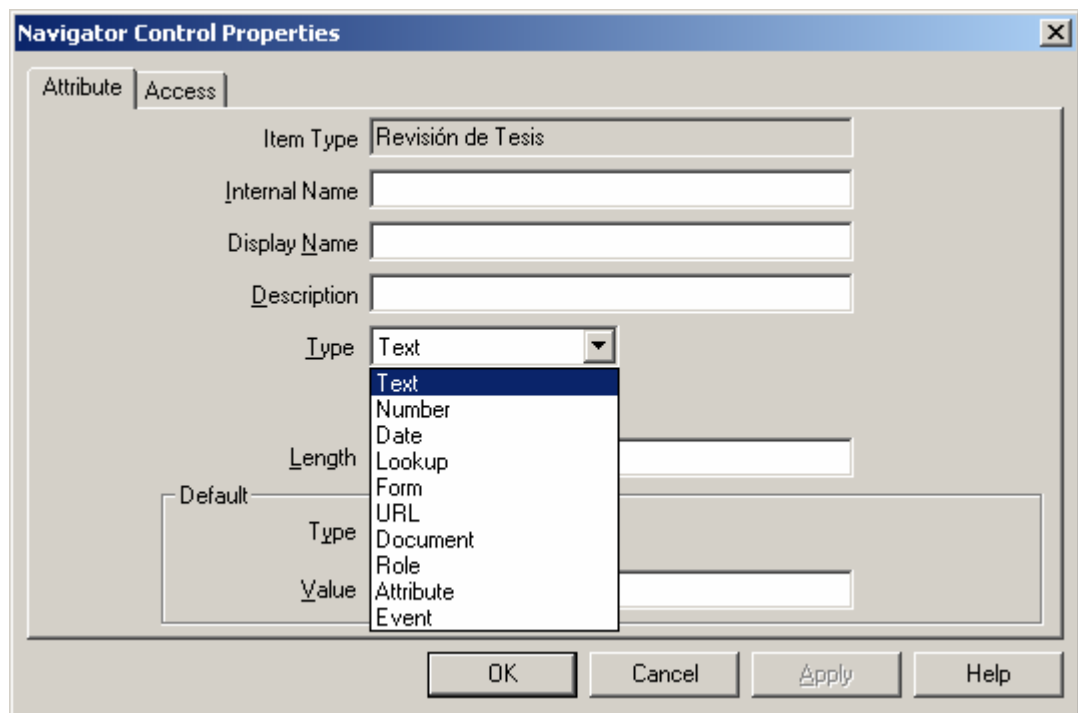 Navigator Control Properties
Attribute Access
Item Type Revisión de Tesis
Internal Name
Display Name
Description
Type Text
Text
Number
Date
Lookup
Form
URL
Document
Role
Attribute
Event
Length
Default
Type
Value
OK Cancel Apply Help